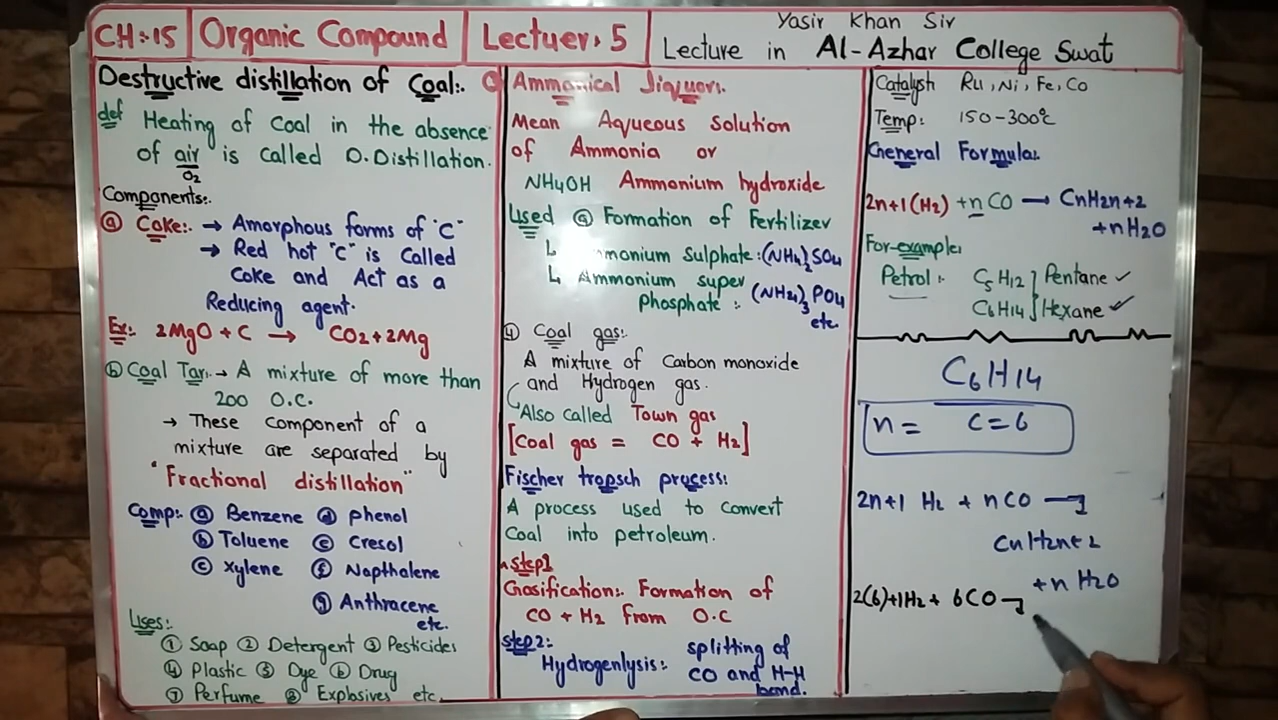 CH:15
Organic Compound
Lectuer: 5
Yasir Khan Sir
Lecture in Al-Azhar College Swat
Destructive distillation of Coal:.
def Heating of Coal in the absence
of air is called D.Distillation.
O2
Components:.
ⓐ Coke:. → Amorphous forms of "C"
→ Red hot "C" is Called
Coke and Act as a
Reducing agent.
Ex: 2MgO + C → CO2 + 2Mg
ⓑ Coal Tar. → A mixture of more than
200 O.C.
→ These component of a
mixture are separated by
"Fractional distillation"
Comp: ⓐ Benzene ⓓ Phenol
ⓑ Toluene ⓔ Cresol
ⓒ Xylene ⓕ Napthalene
ⓖ Anthracene
etc.
Uses:.
① Soap ② Detergent ③ Pesticides
④ Plastic ⑤ Dye ⑥ Drug
⑦ Perfume ⑧ Explosives etc.
ⓒ Ammonical liquor:.
Mean Aqueous Solution
of Ammonia or
NH4OH Ammonium hydroxide
Used ⓐ Formation of Fertilizer
monium Sulphate: (NH4)2SO4
↳ Ammonium super
Phosphate: (NH4)3PO4
etc.
④ Coal gas:.
A mixture of Carbon monoxide
and Hydrogen gas.
Also called Town gas
[Coal gas = CO + H2]
Fischer tropsch process:
A process used to convert
Coal into petroleum.
Step1
Gasification:. Formation of
CO + H2 from O.C
Step2:
Hydrogenlysis:. splitting of
CO and H-H
bond.
Catalyst: Ru, Ni, Fe, Co
Temp: 150-300℃
General Formula:
2n+1(H2) + nCO → CnH2n+2
+nH2O
For-example:
Petrol:. C5H12 } Pentane ✓
C6H14 } Hexane ✓
C6H14
n = C=6
2n+1 H2 + nCO →
CnH2n+2
+n H2O
2(6)+1H2 + 6CO →